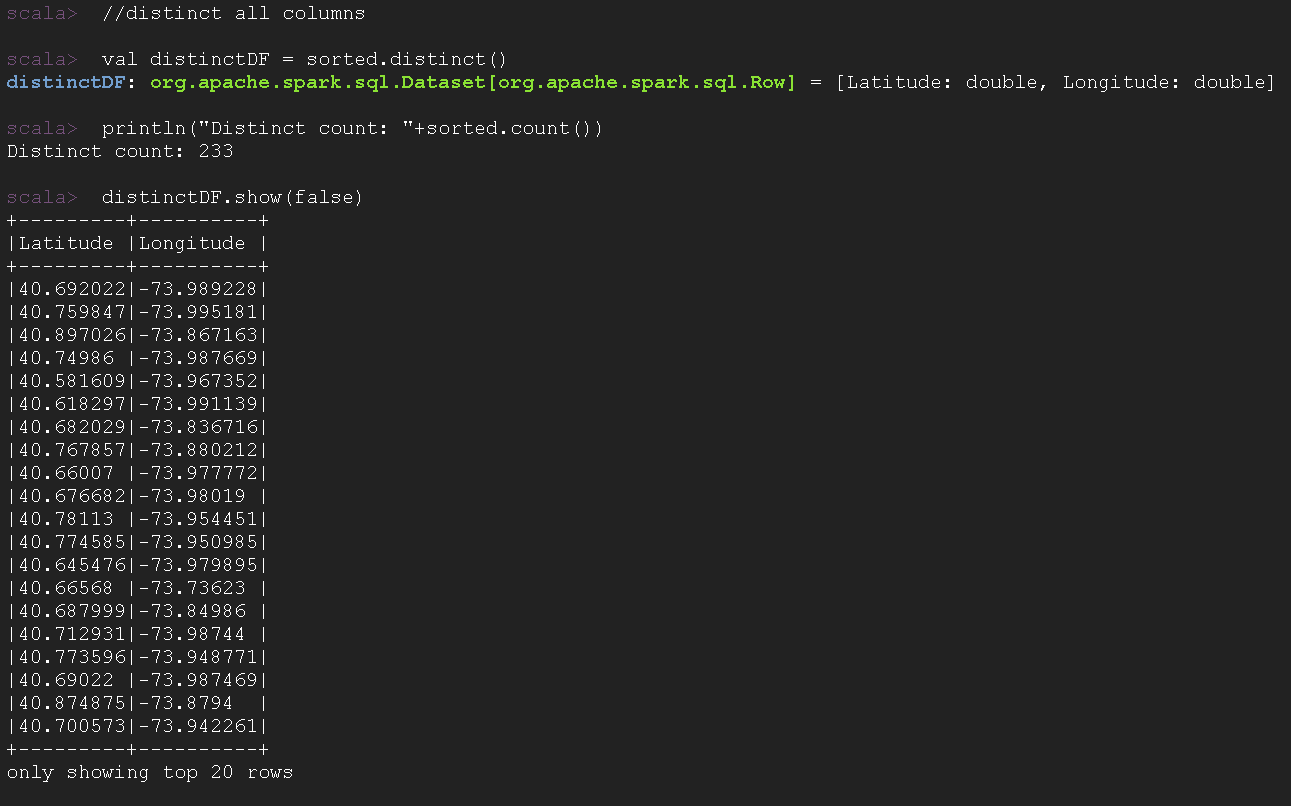 scala>  //distinct all columns
scala>  val distinctDF = sorted.distinct()
distinctDF: org.apache.spark.sql.Dataset[org.apache.spark.sql.Row] = [Latitude: double, Longitude: double]
scala>  println("Distinct count: "+sorted.count())
Distinct count: 233
scala>  distinctDF.show(false)
+---------+----------+
|Latitude |Longitude |
+---------+----------+
|40.692022|-73.989228|
|40.759847|-73.995181|
|40.897026|-73.867163|
|40.74986 |-73.987669|
|40.581609|-73.967352|
|40.618297|-73.991139|
|40.682029|-73.836716|
|40.767857|-73.880212|
|40.66007 |-73.977772|
|40.676682|-73.98019 |
|40.78113 |-73.954451|
|40.774585|-73.950985|
|40.645476|-73.979895|
|40.66568 |-73.73623 |
|40.687999|-73.84986 |
|40.712931|-73.98744 |
|40.773596|-73.948771|
|40.69022 |-73.987469|
|40.874875|-73.8794  |
|40.700573|-73.942261|
+---------+----------+
only showing top 20 rows